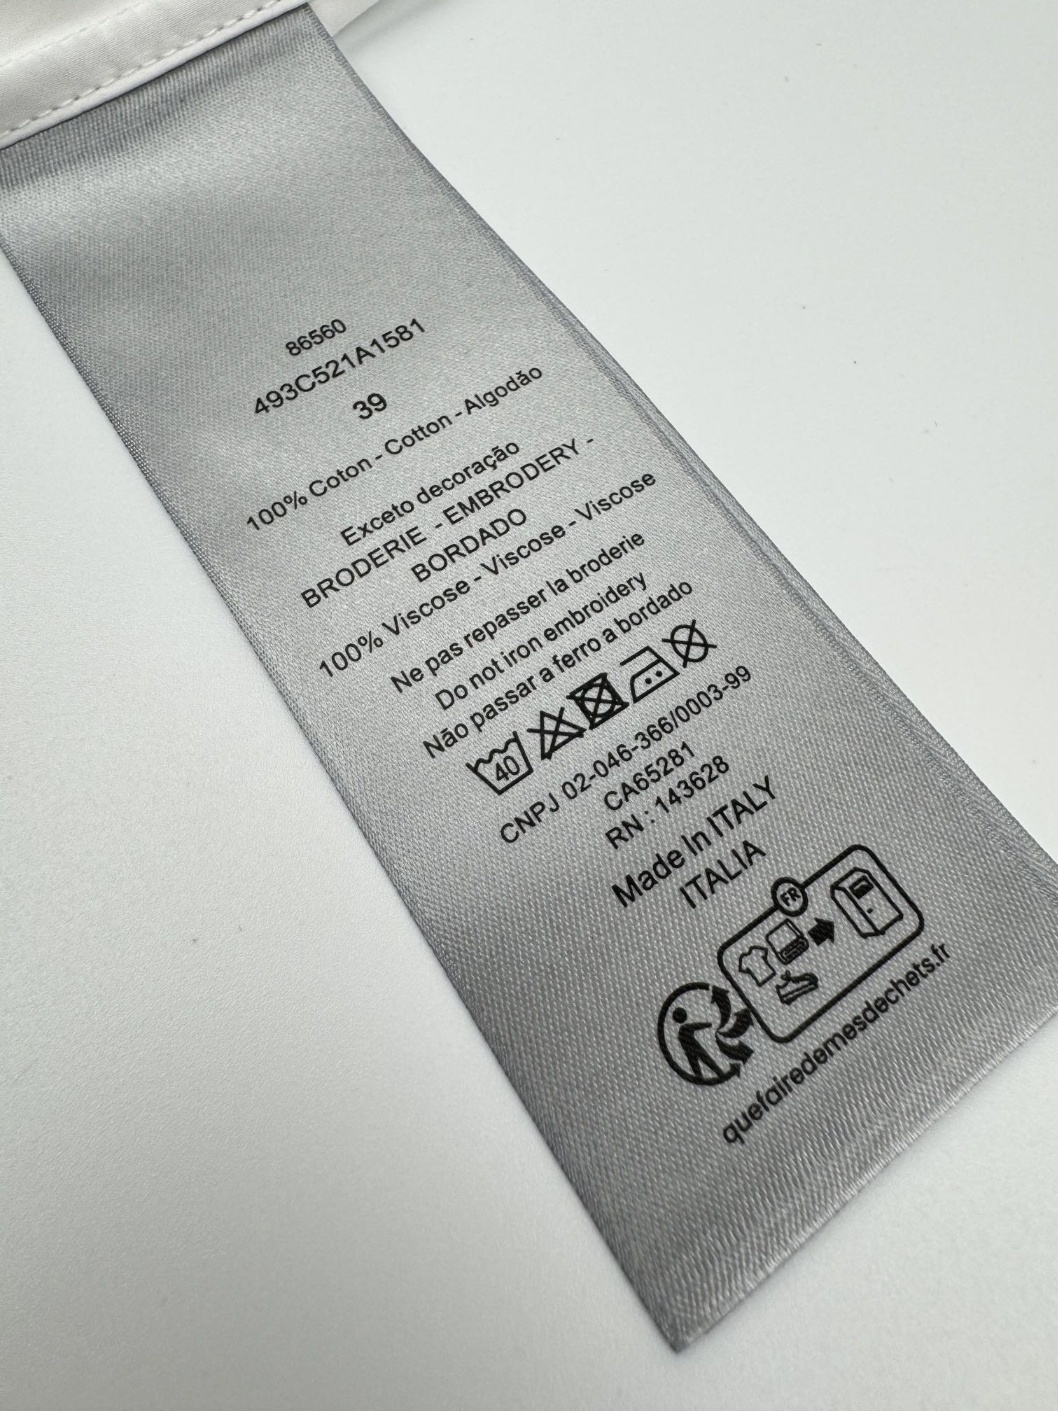 86560
493C521A1581
39
100% Coton - Cotton - Algodão
Exceto decoração
BRODERIE - EMBRODERY -
BORDADO
100% Viscose - Viscose - Viscose
Ne pas repasser la broderie
Do not iron embroidery
Não passar a ferro a bordado
40
CNPJ 02-046-366/0003-99
CA65281
RN : 143628
Made In ITALY
ITALIA
FR
quefairedemesdechets.fr